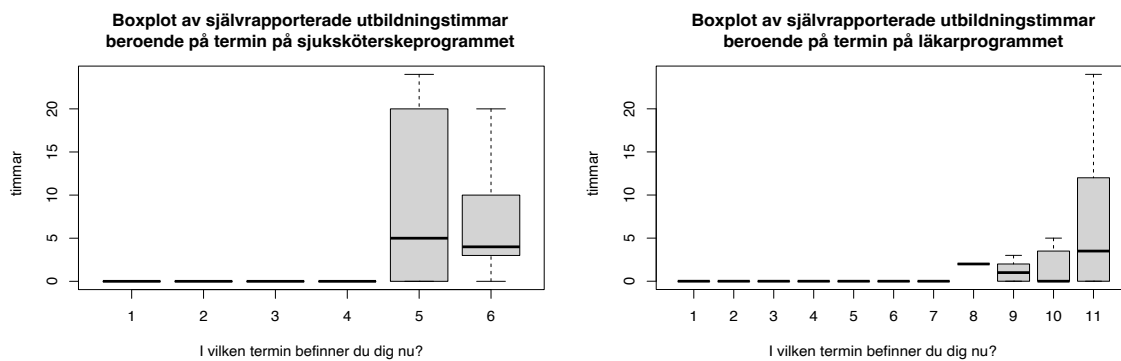 Boxplot av självrapporterade utbildningstimmar
beroende på termin på sjuksköterskeprogrammet
20
15
10
5
0
timmar
1 2 3 4 5 6
I vilken termin befinner du dig nu?
Boxplot av självrapporterade utbildningstimmar
beroende på termin på läkarprogrammet
20
15
10
5
0
timmar
1 2 3 4 5 6 7 8 9 10 11
I vilken termin befinner du dig nu?